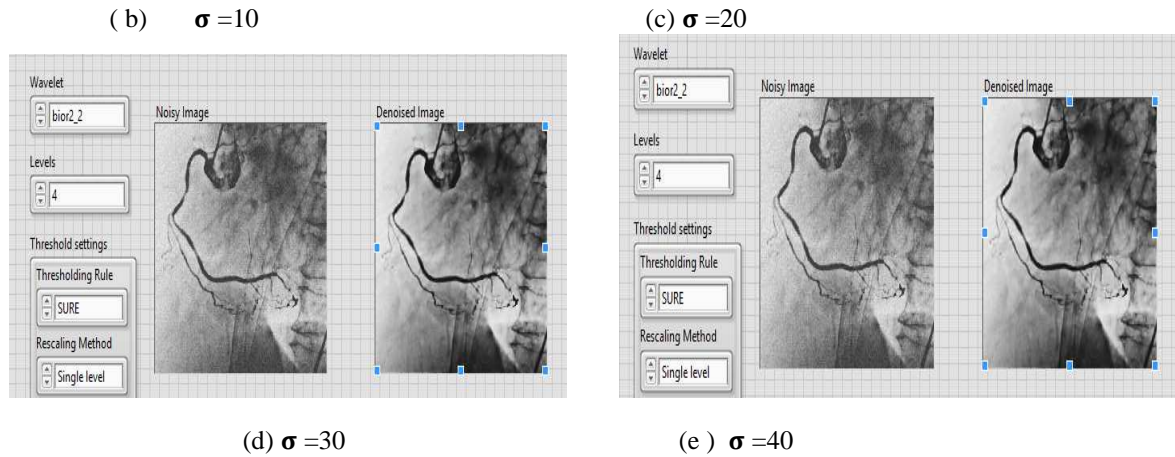 ( b) σ =10
(c) σ =20
Wavelet
bior2_2
Noisy Image
Denoised Image
Levels
4
Threshold settings
Thresholding Rule
SURE
Rescaling Method
Single level
Wavelet
bior2_2
Noisy Image
Denoised Image
Levels
4
Threshold settings
Thresholding Rule
SURE
Rescaling Method
Single level
(d) σ =30
(e ) σ =40